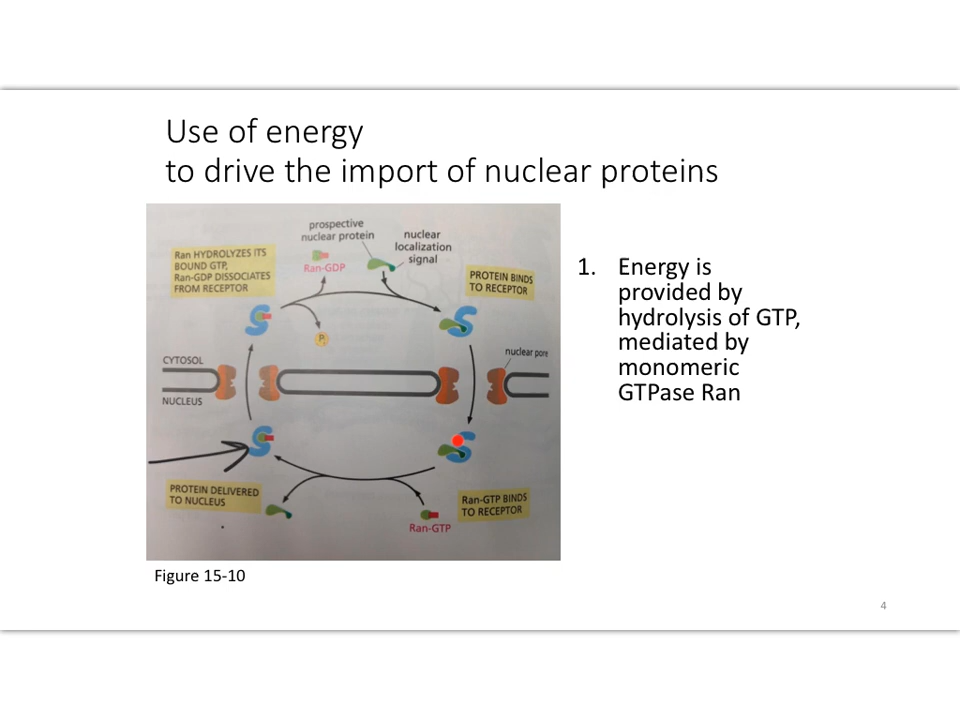 Use of energy
to drive the import of nuclear proteins
prospective
nuclear protein
nuclear
localization
signal
Ran HYDROLYZES ITS
BOUND GTP,
Ran-GDP DISSOCIATES
FROM RECEPTOR
Ran-GDP
PROTEIN BINDS
TO RECEPTOR
Pi
nuclear pore
CYTOSOL
NUCLEUS
PROTEIN DELIVERED
TO NUCLEUS
Ran-GTP BINDS
TO RECEPTOR
Ran-GTP
1. Energy is
provided by
hydrolysis of GTP,
mediated by
monomeric
GTPase Ran
Figure 15-10
4